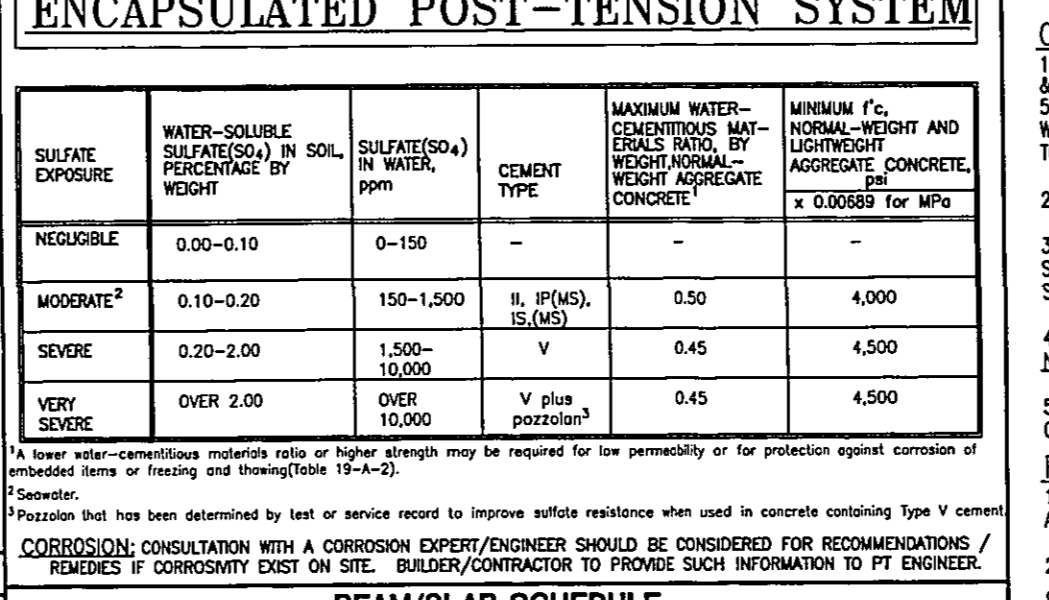 ENCAPSULATED POST-TENSION SYSTEM
SULFATE
EXPOSURE
WATER-SOLUBLE
SULFATE(SO4) IN SOIL,
PERCENTAGE BY
WEIGHT
SULFATE(SO4)
IN WATER,
ppm
CEMENT
TYPE
MAXIMUM WATER-
CEMENTITIOUS MAT-
ERIALS RATIO, BY
WEIGHT,NORMAL-
WEIGHT AGGREGATE
CONCRETE¹
MINIMUM f'c,
NORMAL-WEIGHT AND
LIGHTWEIGHT
AGGREGATE CONCRETE,
psi
x 0.00689 for MPa
NEGLIGIBLE 0.00-0.10 0-150 - - -
MODERATE² 0.10-0.20 150-1,500 II, IP(MS), 0.50 4,000
IS,(MS)
SEVERE 0.20-2.00 1,500- V 0.45 4,500
10,000
VERY OVER 2.00 OVER V plus 0.45 4,500
SEVERE 10,000 pozzolan³
¹A lower water-cementitious materials ratio or higher strength may be required for low permeability or for protection against corrosion of
embedded items or freezing and thawing(Table 19-A-2).
² Seawater.
³ Pozzolan that has been determined by test or service record to improve sulfate resistance when used in concrete containing Type V cement.
CORROSION: CONSULTATION WITH A CORROSION EXPERT/ENGINEER SHOULD BE CONSIDERED FOR RECOMMENDATIONS /
REMEDIES IF CORROSIVITY EXIST ON SITE. BUILDER/CONTRACTOR TO PROVIDE SUCH INFORMATION TO PT ENGINEER.
BEAM/SLAB SCHEDULE